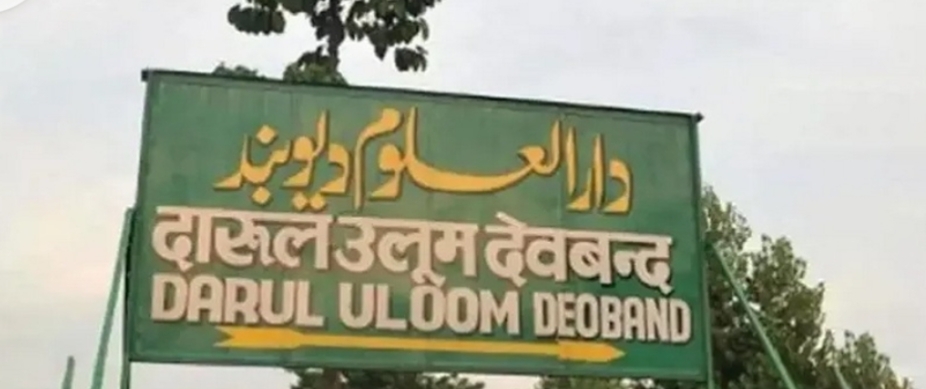 دارالعلوم دیوبند
दारूल उलूम देवबन्द
DARUL ULOOM DEOBAND